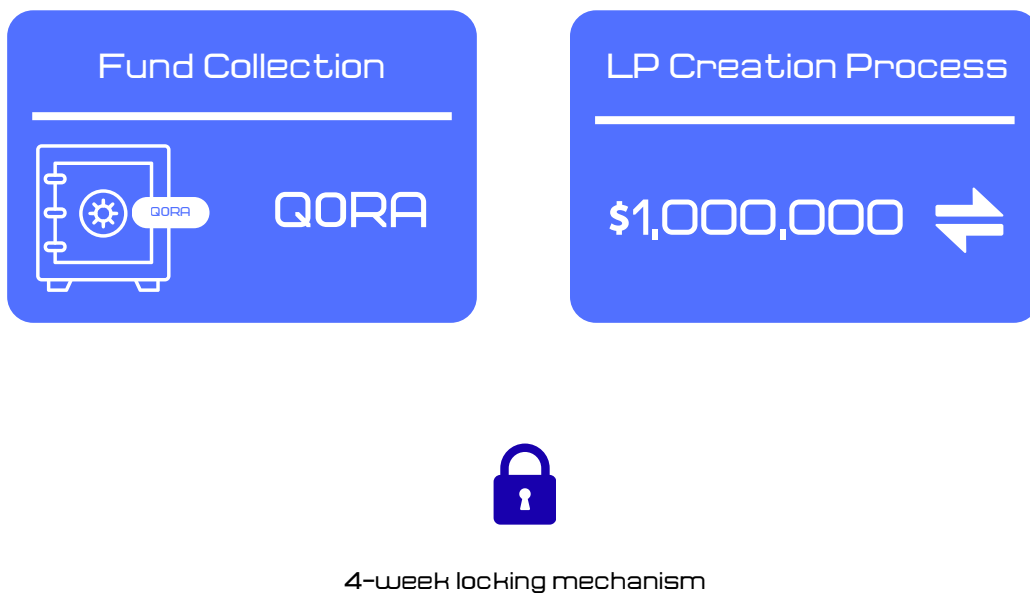 Fund Collection
QORA
QORA
LP Creation Process
$1,000,000
4-week locking mechanism